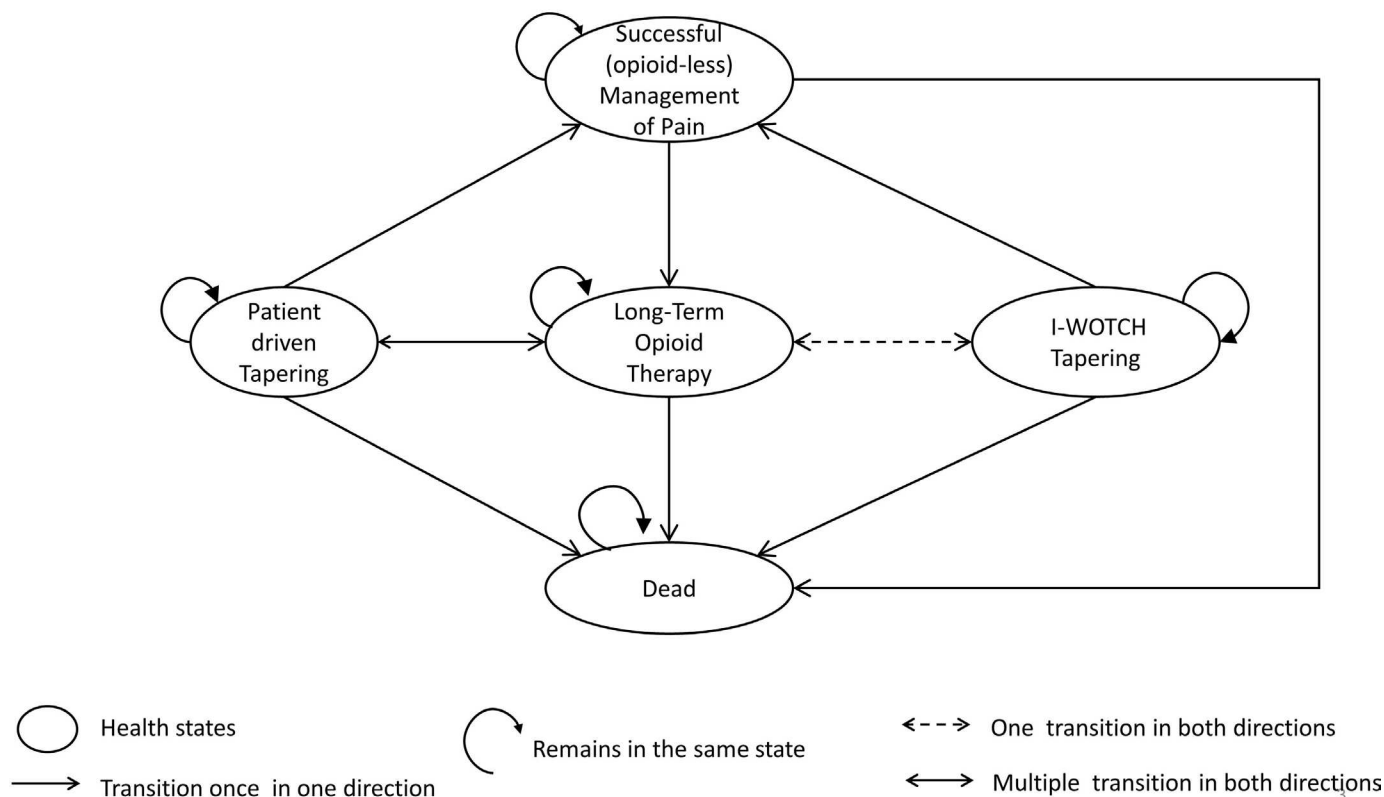 Successful
(opioid-less)
Management
of Pain
Patient
driven
Tapering
Long-Term
Opioid
Therapy
I-WOTCH
Tapering
Dead
Health states
Transition once in one direction
Remains in the same state
One transition in both directions
Multiple transition in both directions